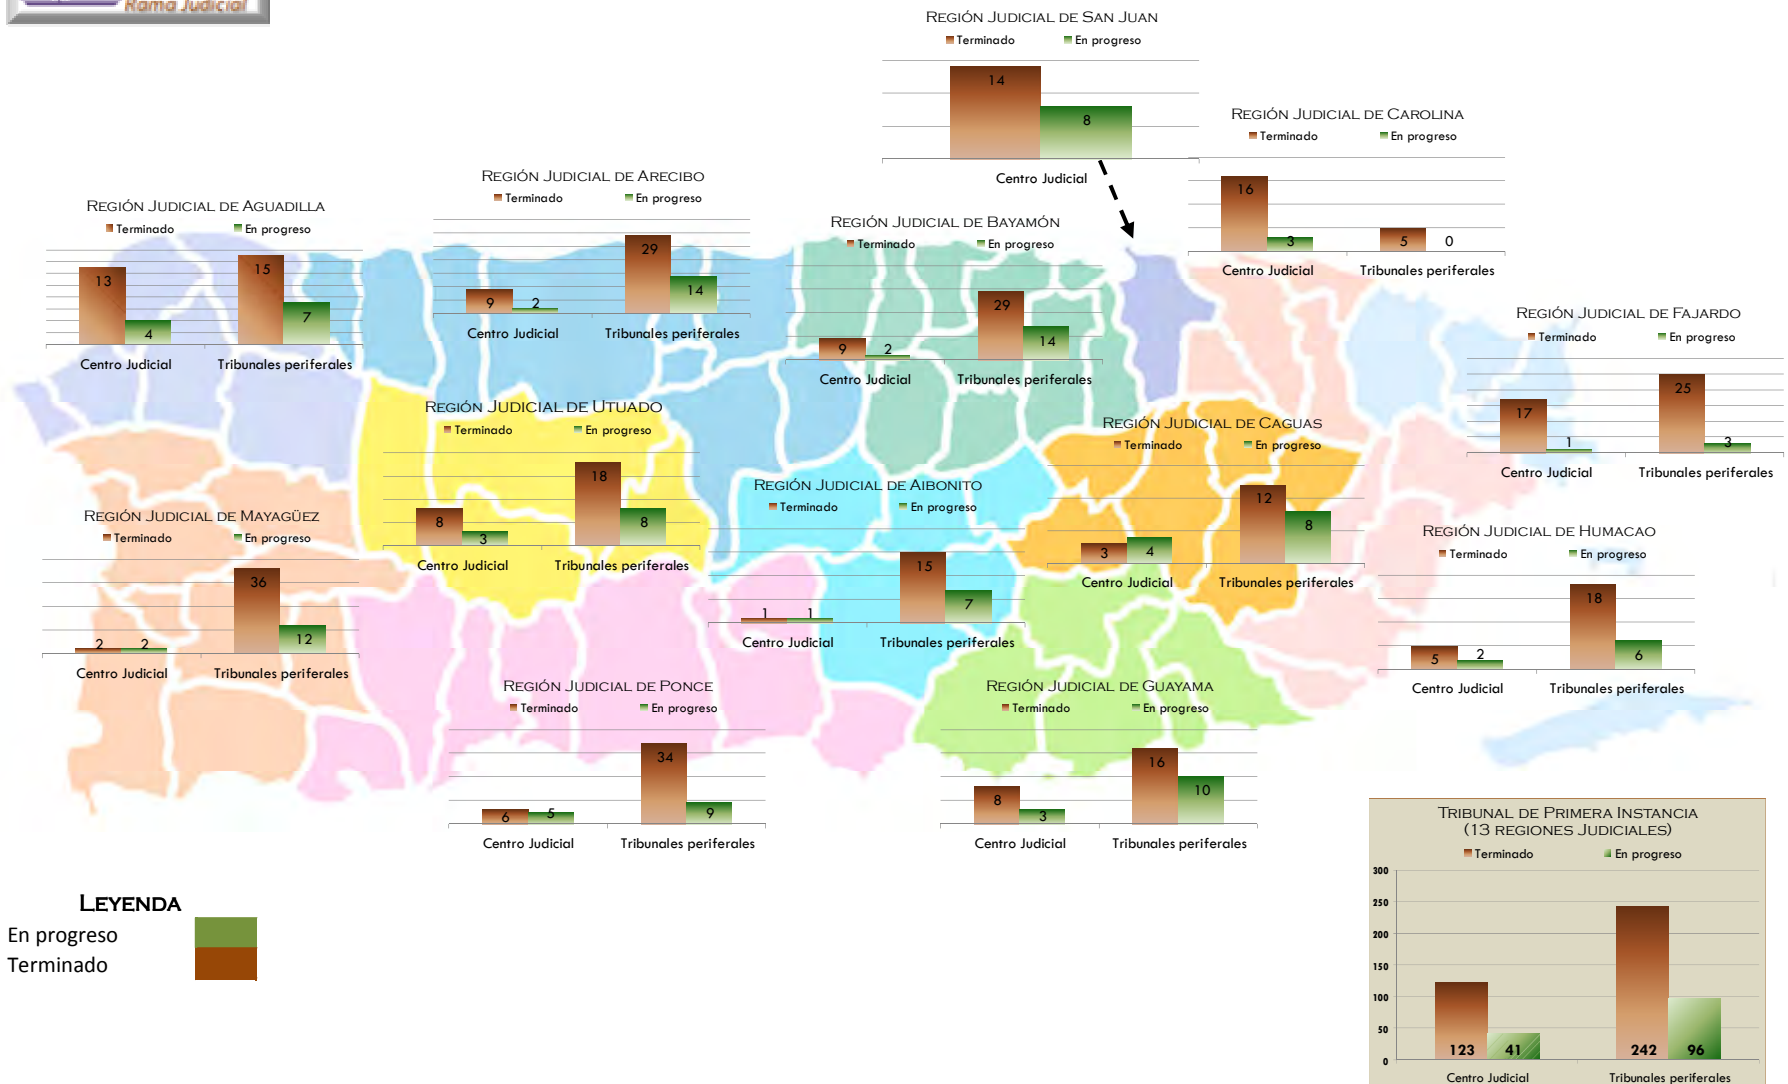 Rama Judicial
REGIÓN JUDICIAL DE SAN JUAN
Terminado En progreso
14
8
Centro Judicial
REGIÓN JUDICIAL DE CAROLINA
Terminado En progreso
16
3
5 0
Centro Judicial Tribunales periferales
REGIÓN JUDICIAL DE ARECIBO
Terminado En progreso
29
14
9 2
Centro Judicial Tribunales periferales
REGIÓN JUDICIAL DE AGUADILLA
Terminado En progreso
13
4
15
7
Centro Judicial Tribunales periferales
REGIÓN JUDICIAL DE BAYAMÓN
Terminado En progreso
29
14
9 2
Centro Judicial Tribunales periferales
REGIÓN JUDICIAL DE FAJARDO
Terminado En progreso
17
1
25
3
Centro Judicial Tribunales periferales
REGIÓN JUDICIAL DE UTUADO
Terminado En progreso
8
3
18
8
Centro Judicial Tribunales periferales
REGIÓN JUDICIAL DE CAGUAS
Terminado En progreso
3 4
12
8
Centro Judicial Tribunales periferales
REGIÓN JUDICIAL DE AIBONITO
Terminado En progreso
1 1
15
7
Centro Judicial Tribunales periferales
REGIÓN JUDICIAL DE MAYAGÜEZ
Terminado En progreso
2 2
36
12
Centro Judicial Tribunales periferales
REGIÓN JUDICIAL DE HUMACAO
Terminado En progreso
5 2
18
6
Centro Judicial Tribunales periferales
REGIÓN JUDICIAL DE PONCE
Terminado En progreso
6 5
34
9
Centro Judicial Tribunales periferales
REGIÓN JUDICIAL DE GUAYAMA
Terminado En progreso
8
3
16
10
Centro Judicial Tribunales periferales
LEYENDA
En progreso
Terminado
TRIBUNAL DE PRIMERA INSTANCIA
(13 REGIONES JUDICIALES)
Terminado En progreso
300
250
200
150
100
50
0
123 41 242 96
Centro Judicial Tribunales periferales